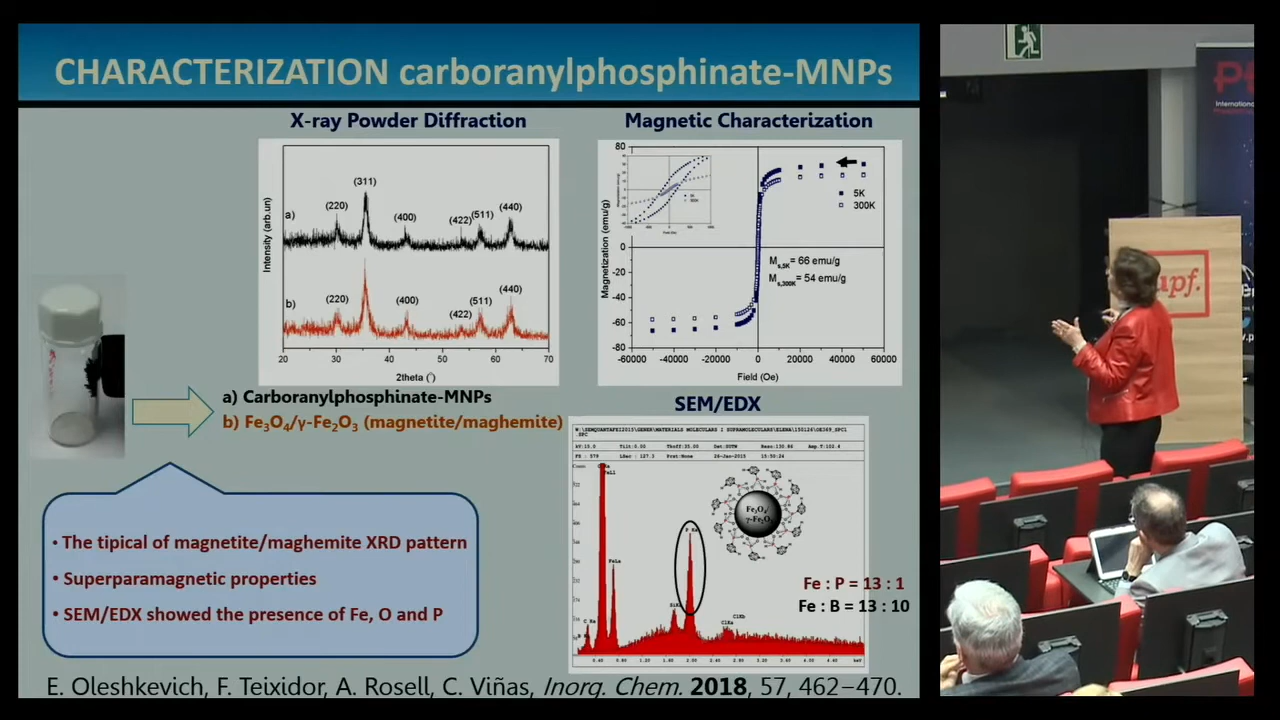 CHARACTERIZATION carboranylphosphinate-MNPs
X-ray Powder Diffraction
Intensity (arb.un)
a)
(220)
(311)
(400)
(422)
(511)
(440)
b)
(220)
(400)
(422)
(511)
(440)
20 30 40 50 60 70
2theta (°)
Magnetic Characterization
Magnetization (emu/g)
80
0
-20
-40
-60
-80
5K
300K
Ms,5K= 66 emu/g
Ms,300K= 54 emu/g
-60000 -40000 -20000 0 20000 40000 60000
Field (Oe)
a) Carboranylphosphinate-MNPs
b) Fe3O4/γ-Fe2O3 (magnetite/maghemite)
• The tipical of magnetite/maghemite XRD pattern
• Superparamagnetic properties
• SEM/EDX showed the presence of Fe, O and P
SEM/EDX
Fe3O4/
γ-Fe2O3
Fe : P = 13 : 1
Fe : B = 13 : 10
E. Oleshkevich, F. Teixidor, A. Rosell, C. Viñas, Inorg. Chem. 2018, 57, 462–470.
International
upf.